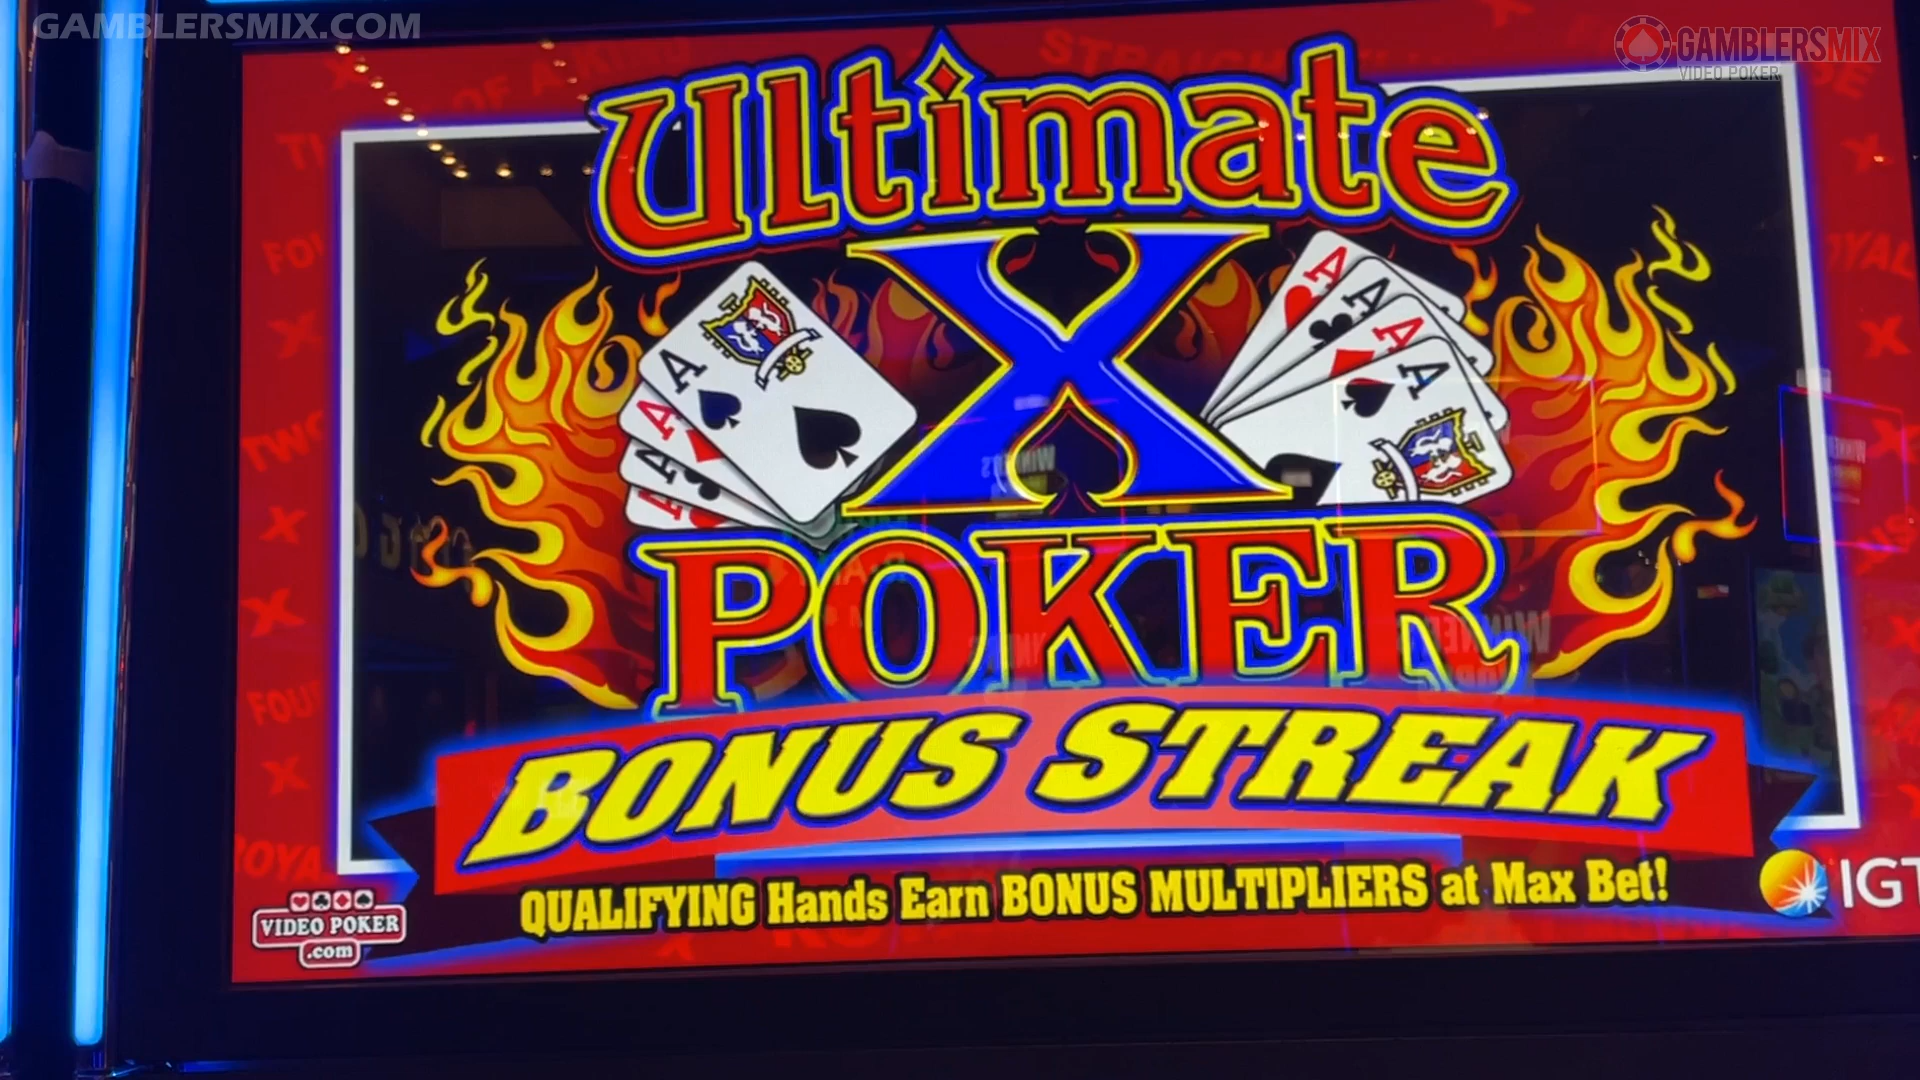 GAMBLERSMIX.COM
GAMBLERSMIX
VIDEO POKER
Ultimate
X
POKER
BONUS STREAK
QUALIFYING Hands Earn BONUS MULTIPLIERS at Max Bet!
VIDEO POKER
.com
IGT
A
A
A
A
A
A
A
A